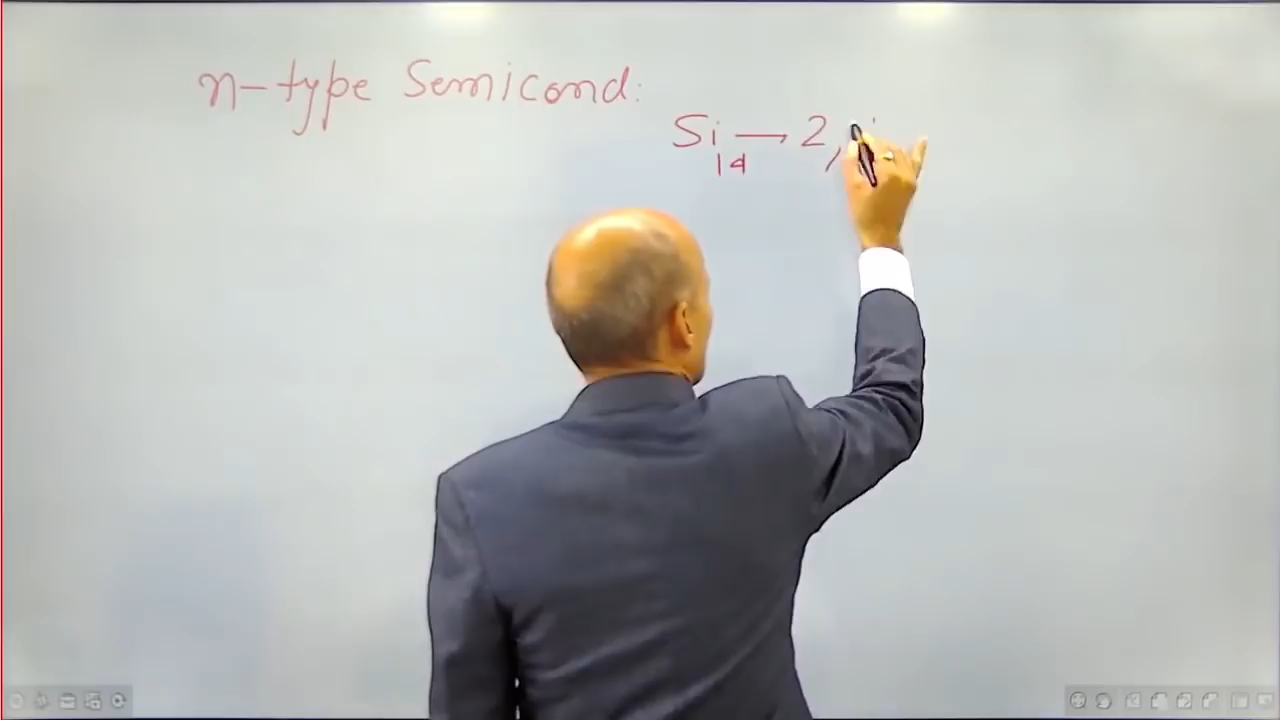 n-type Semicond:
Si → 2,
14